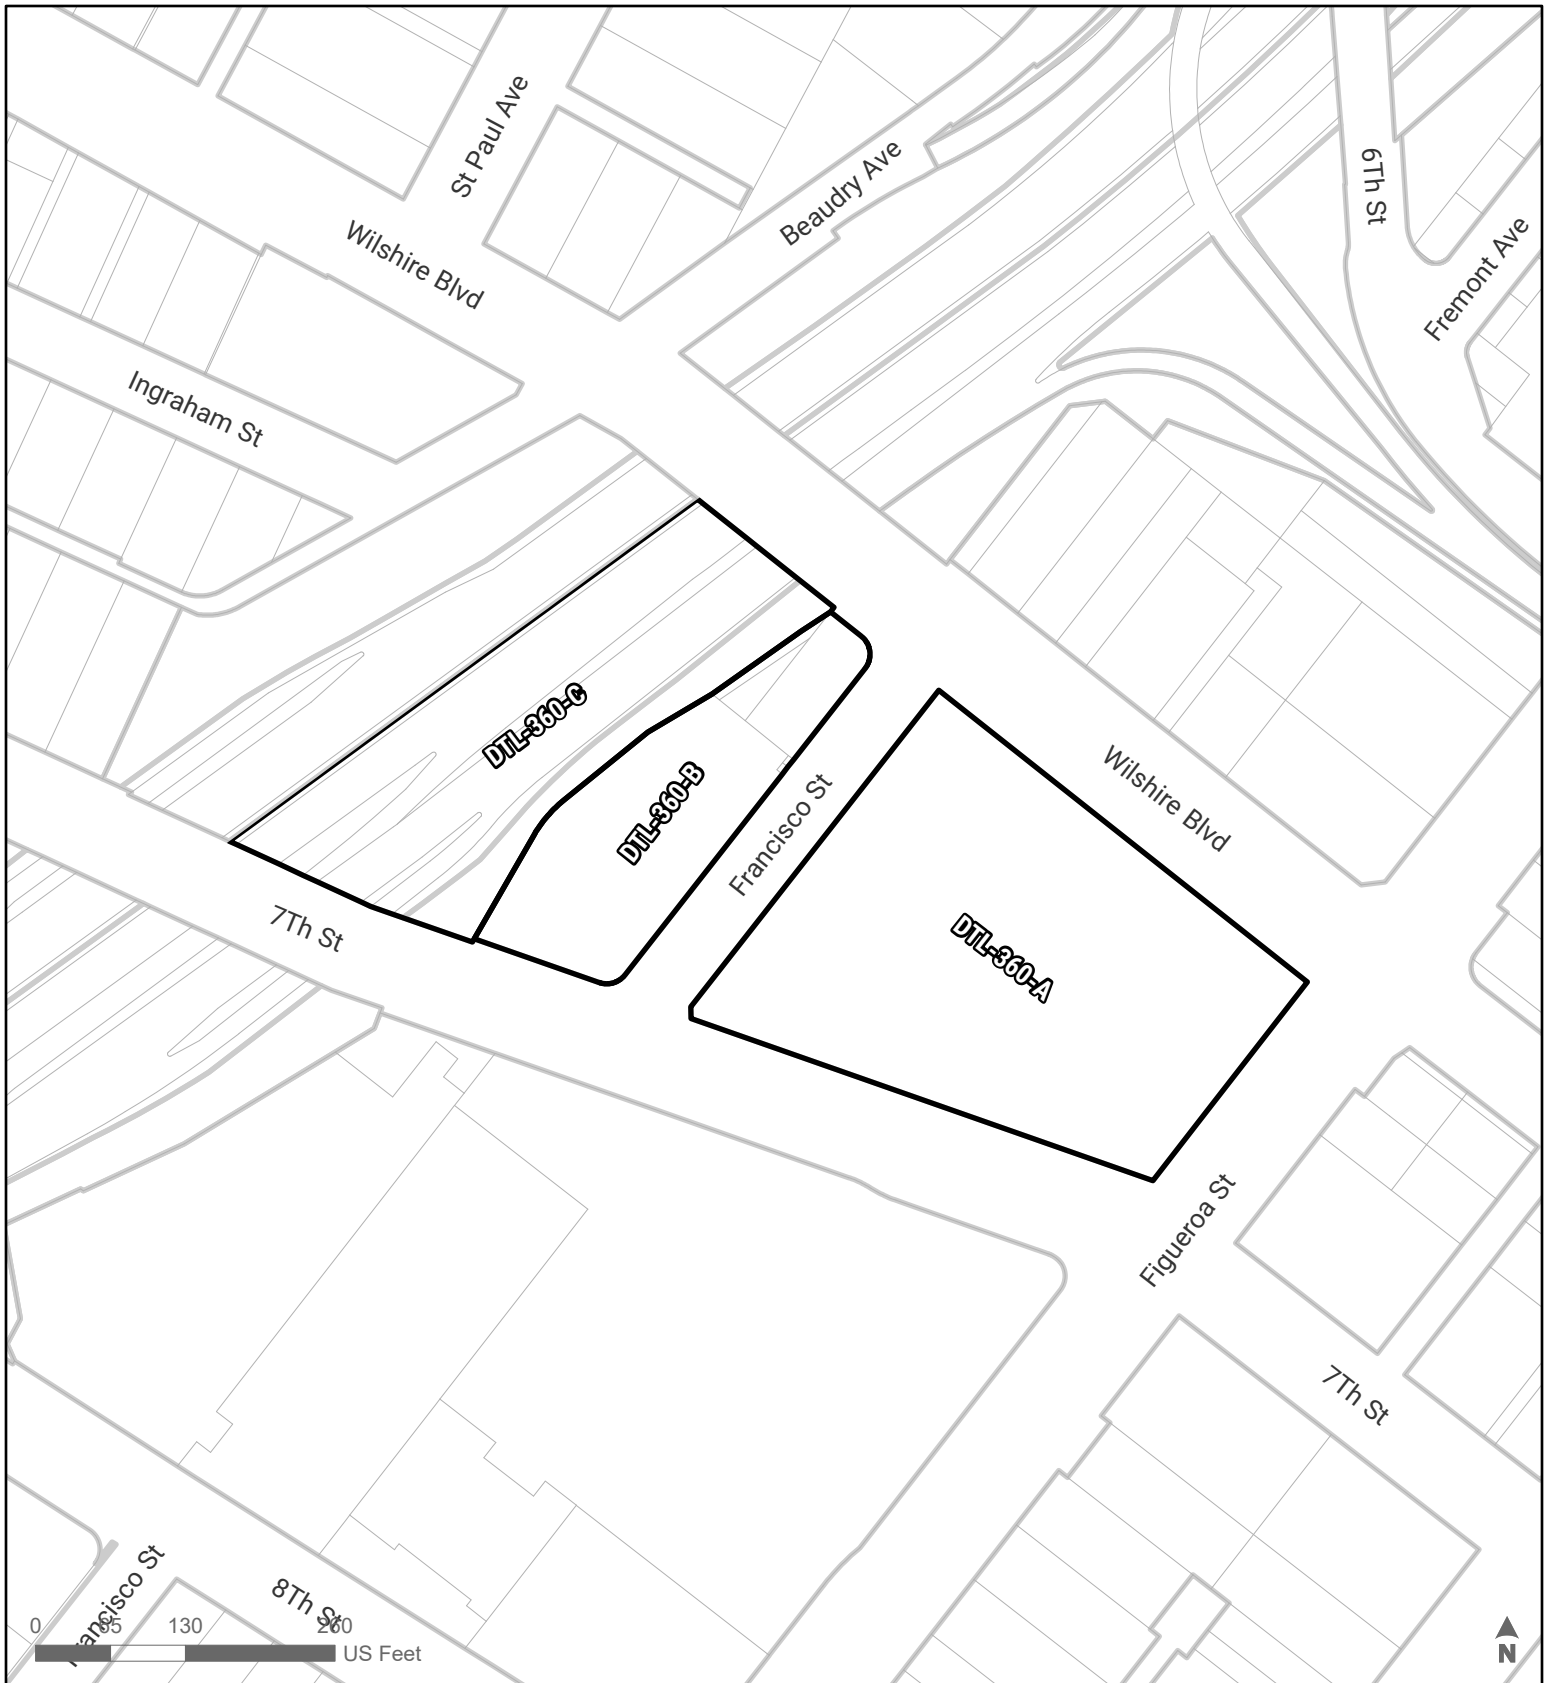 St Paul Ave
Beaudry Ave
6Th St
Fremont Ave
Wilshire Blvd
Ingraham St
DTL-360-C
DTL-360-B
Francisco St
Wilshire Blvd
DTL-360-A
7Th St
Figueroa St
7Th St
Francisco St
8Th St
0 65 130 260
US Feet
N